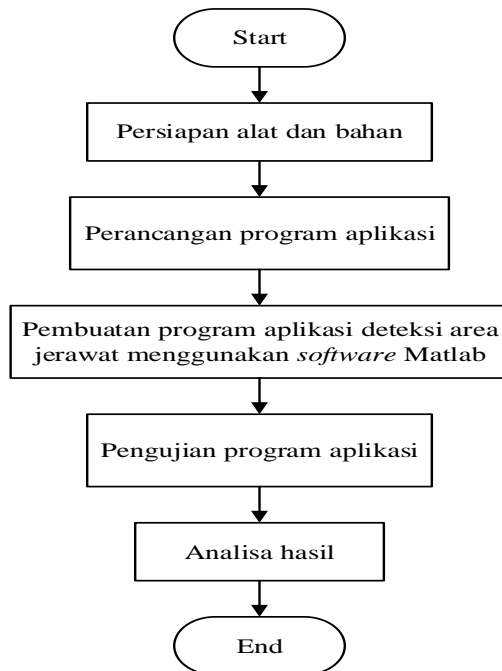 Start
Persiapan alat dan bahan
Perancangan program aplikasi
Pembuatan program aplikasi deteksi area
jerawat menggunakan software Matlab
Pengujian program aplikasi
Analisa hasil
End